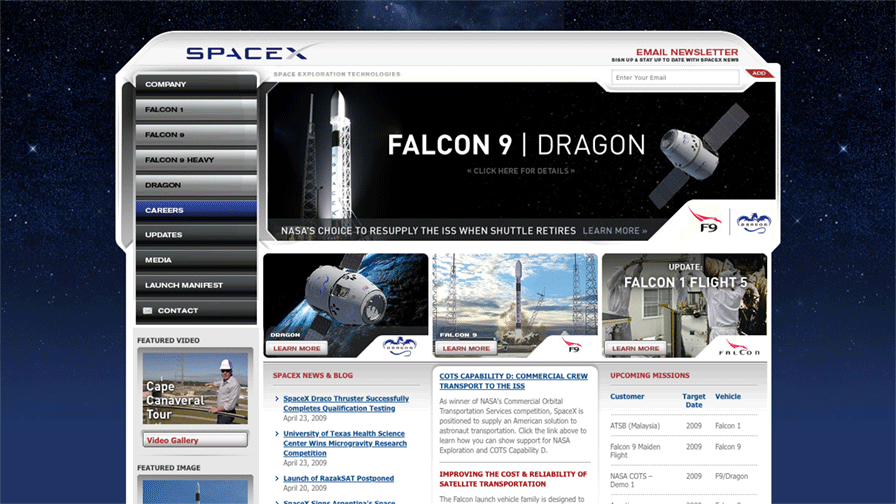 SPACEX
EMAIL NEWSLETTER
SIGN UP & STAY UP TO DATE WITH SPACEX NEWS
SPACE EXPLORATION TECHNOLOGIES
Enter Your Email
ADD
COMPANY
FALCON 1
FALCON 9
FALCON 9 HEAVY
DRAGON
CAREERS
UPDATES
MEDIA
LAUNCH MANIFEST
CONTACT
FALCON 9 | DRAGON
« CLICK HERE FOR DETAILS »
NASA'S CHOICE TO RESUPPLY THE ISS WHEN SHUTTLE RETIRES LEARN MORE »
F9
DRAGON
DRAGON
LEARN MORE
DRAGON
FALCON 9
LEARN MORE
F9
UPDATE:
FALCON 1 FLIGHT 5
LEARN MORE
FALCON
FEATURED VIDEO
Cape
Canaveral
Tour
Video Gallery
FEATURED IMAGE
SPACEX NEWS & BLOG
SpaceX Draco Thruster Successfully
Completes Qualification Testing
April 23, 2009
University of Texas Health Science
Center Wins Microgravity Research
Competition
April 23, 2009
Launch of RazakSAT Postponed
April 20, 2009
SpaceX Signs Argentina's Space
COTS CAPABILITY D: COMMERCIAL CREW
TRANSPORT TO THE ISS
As winner of NASA's Commercial Orbital
Transportation Services competition, SpaceX is
positioned to supply an American solution to
astronaut transportation. Click the link above to
learn how you can show support for NASA
Exploration and COTS Capability D.
IMPROVING THE COST & RELIABILITY OF
SATELLITE TRANSPORTATION
The Falcon launch vehicle family is designed to
UPCOMING MISSIONS
Customer Target Vehicle
Date
ATSB (Malaysia) 2009 Falcon 1
Falcon 9 Maiden 2009 Falcon 9
Flight
NASA COTS – 2009 F9/Dragon
Demo 1